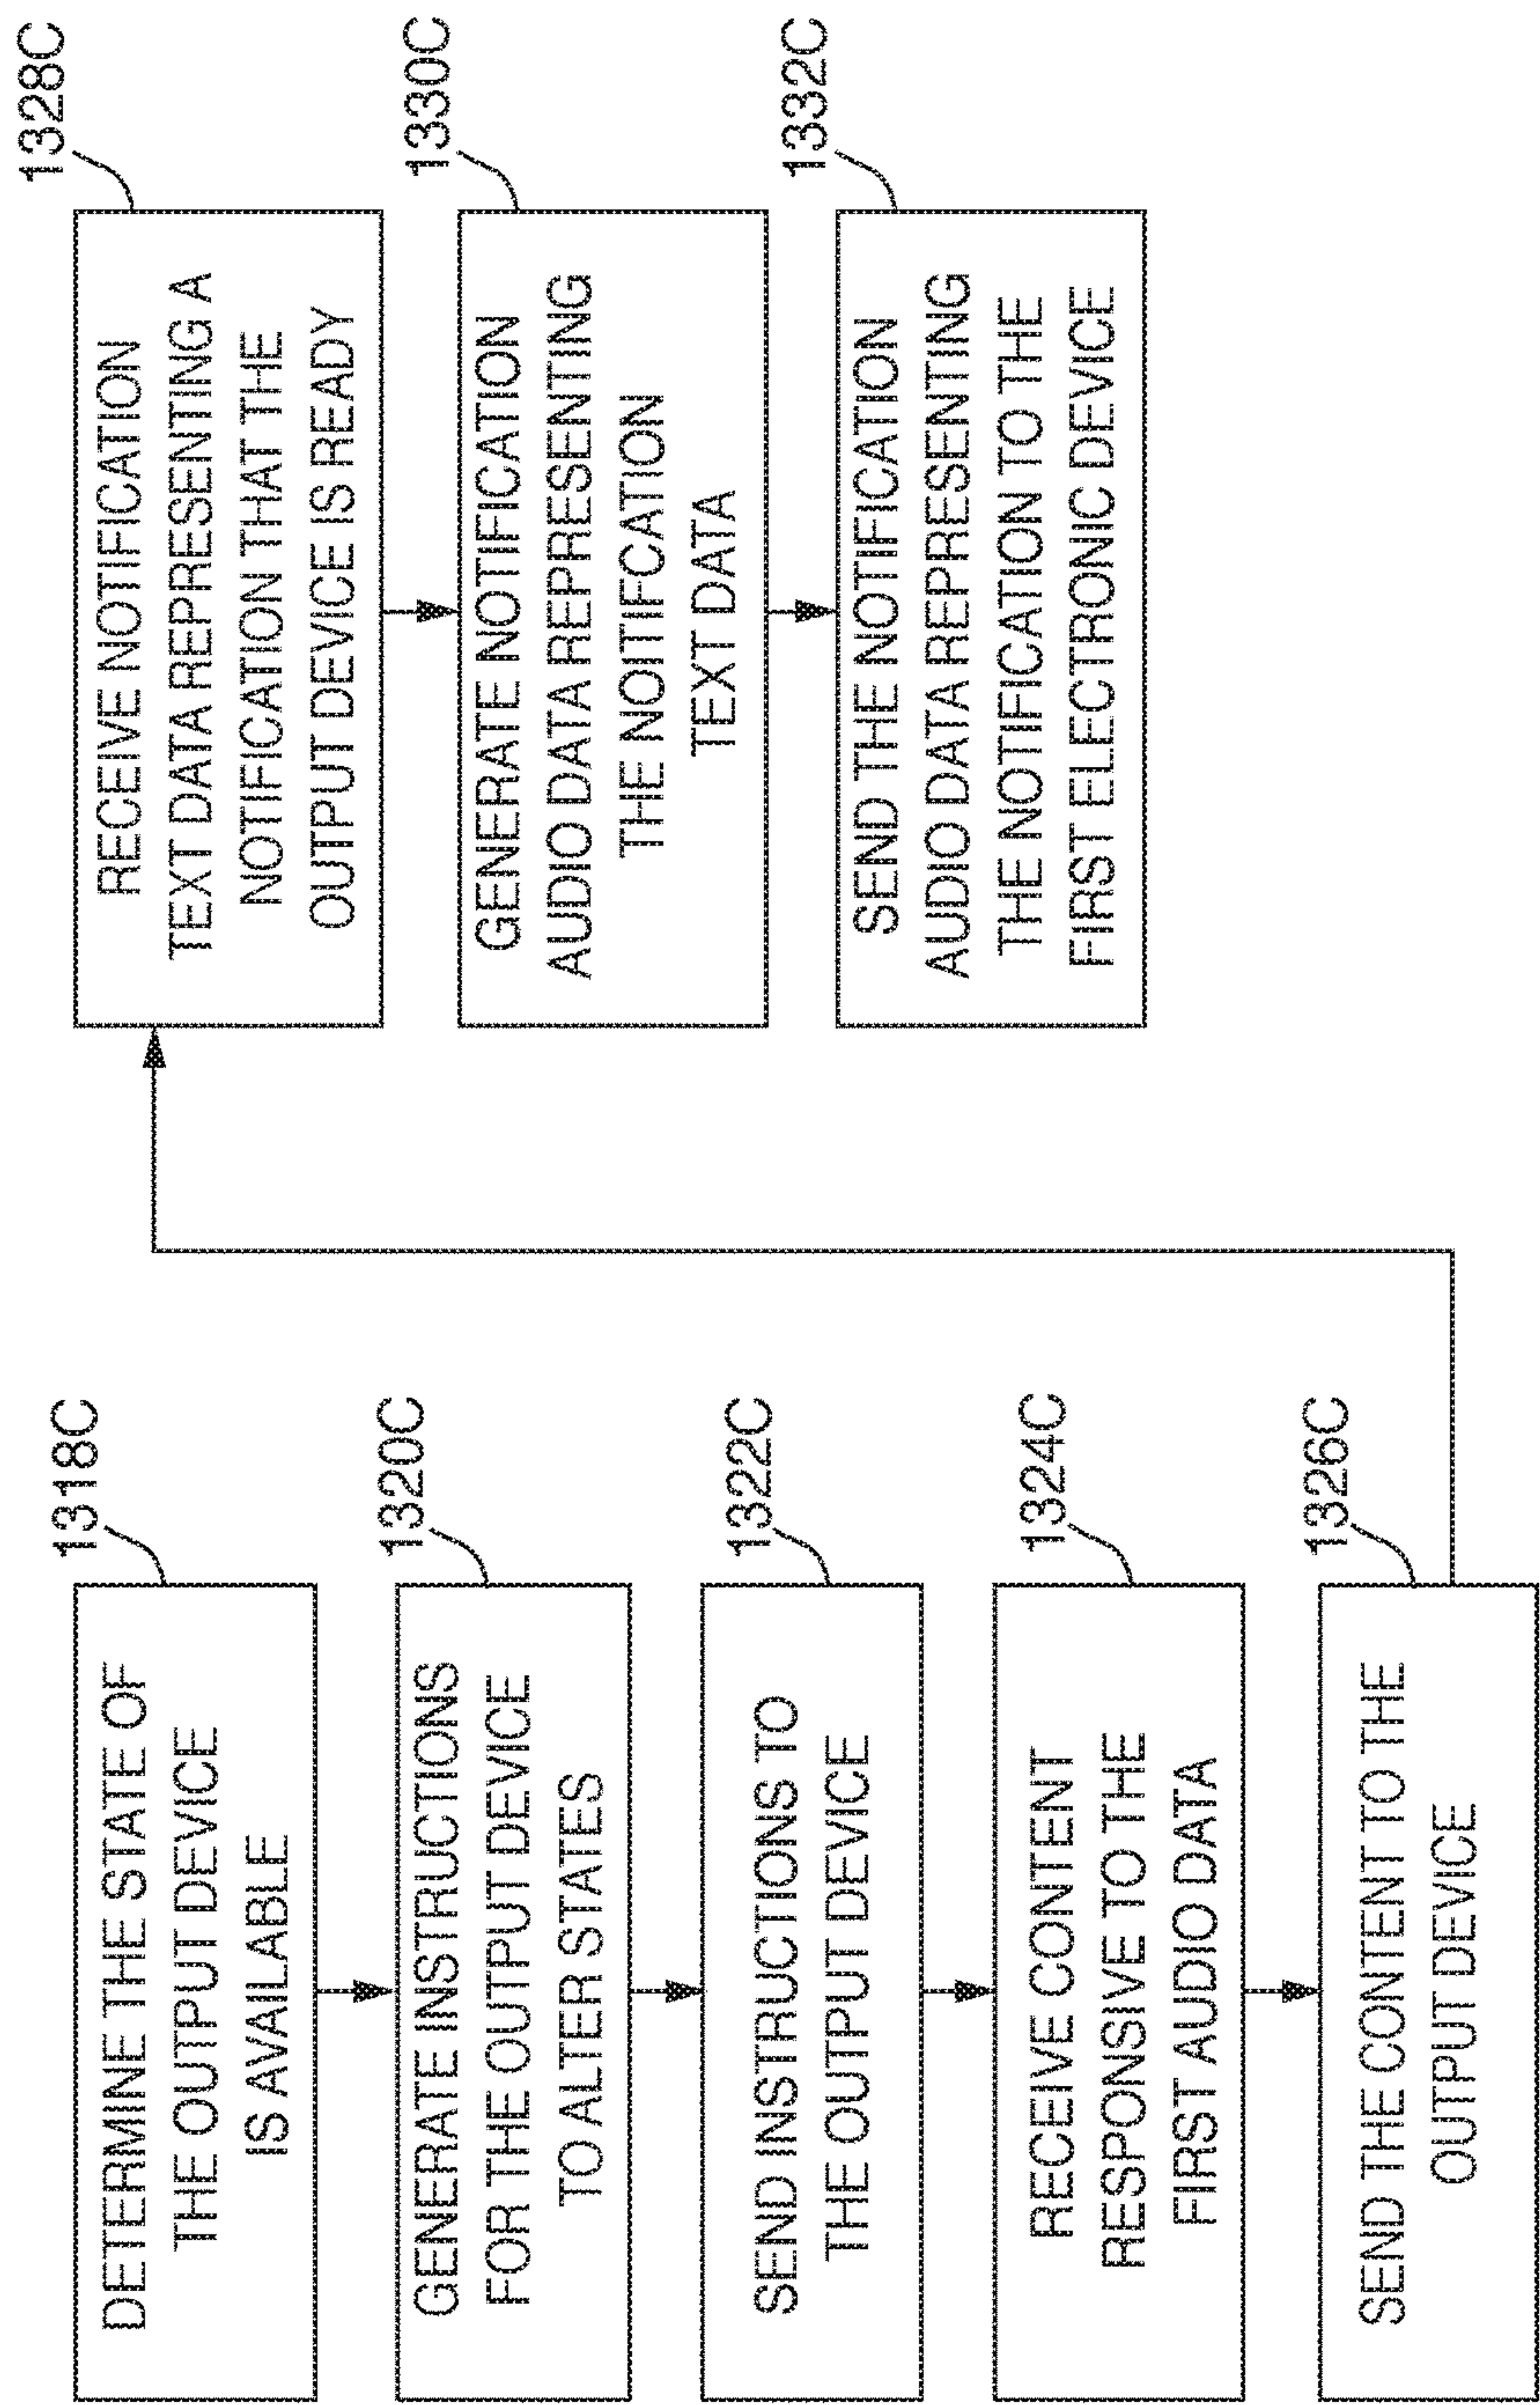 1318C
DETERMINE THE STATE OF
THE OUTPUT DEVICE
IS AVAILABLE
1320C
GENERATE INSTRUCTIONS
FOR THE OUTPUT DEVICE
TO ALTER STATES
1322C
SEND INSTRUCTIONS TO
THE OUTPUT DEVICE
1324C
RECEIVE CONTENT
RESPONSIVE TO THE
FIRST AUDIO DATA
1326C
SEND THE CONTENT TO THE
OUTPUT DEVICE
1328C
RECEIVE NOTIFICATION
TEXT DATA REPRESENTING A
NOTIFICATION THAT THE
OUTPUT DEVICE IS READY
1330C
GENERATE NOTIFICATION
AUDIO DATA REPRESENTING
THE NOITIFCATION
TEXT DATA
1332C
SEND THE NOTIFICATION
AUDIO DATA REPRESENTING
THE NOTIFICATION TO THE
FIRST ELECTRONIC DEVICE